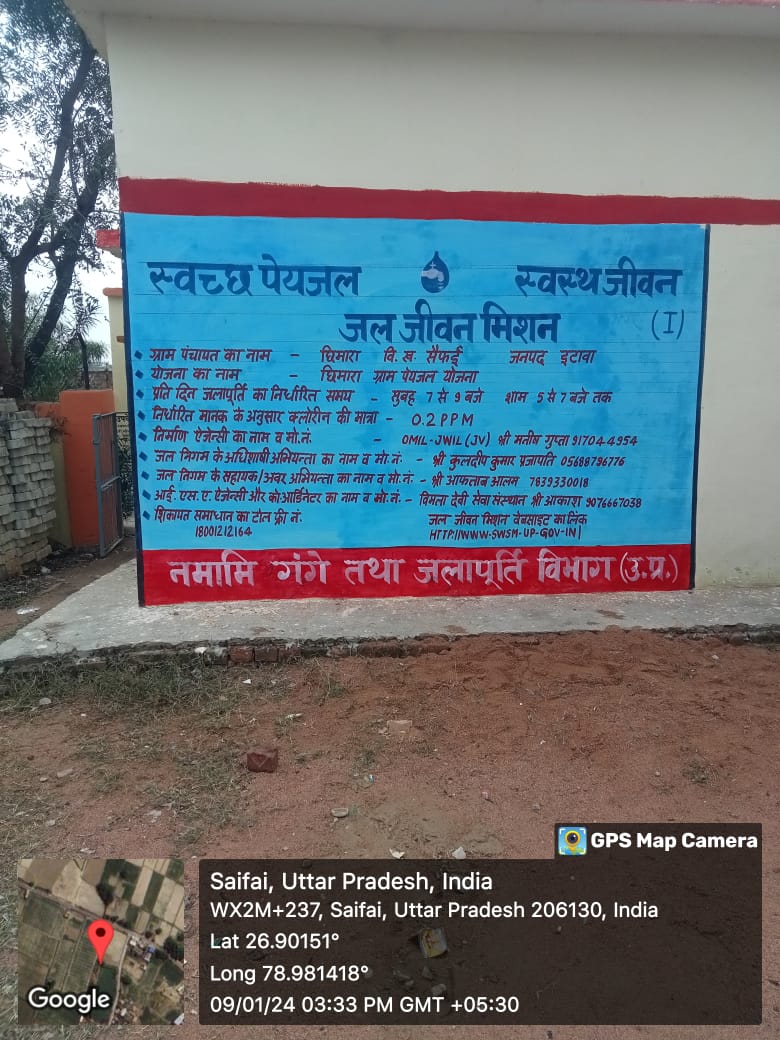 स्वच्छ पेयजल स्वस्थ जीवन
जल जीवन मिशन (I)
ग्राम पंचायत का नाम - छिमारा वि.ख. सैफई जनपद इटावा
योजना का नाम - छिमारा ग्राम पेयजल योजना
प्रति दिन जलापूर्ति का निर्धारित समय - सुबह 7 से 9 बजे शाम 5 से 7 बजे तक
निर्धारित मानक के अनुसार क्लोरीन की मात्रा - 0.2 PPM
निर्माण ऐजेन्सी का नाम व मो.नं. - OMIL-JWIL(JV) श्री मनीष गुप्ता 917044954
जल निगम के अधिशाषी अभियन्ता का नाम व मो.नं. - श्री कुलदीप कुमार प्रजापति 05688796776
जल निगम के सहायक/अवर अभियन्ता का नाम व मो.नं. - श्री आफताब आलम 7839330018
आई.एस.ए. ऐजेन्सी और को-आर्डिनेटर का नाम व मो.नं. - विमला देवी सेवा संस्थान श्री आकाश 9076667038
शिकायत समाधान का टोल फ्री नं. जल जीवन मिशन वेबसाइट का लिंक
18001212164 HTTP://WWW-SWSM-UP-GOV-IN|
नमामि गंगे तथा जलापूर्ति विभाग (उ.प्र.)
GPS Map Camera
Saifai, Uttar Pradesh, India
WX2M+237, Saifai, Uttar Pradesh 206130, India
Lat 26.90151°
Long 78.981418°
09/01/24 03:33 PM GMT +05:30
Google